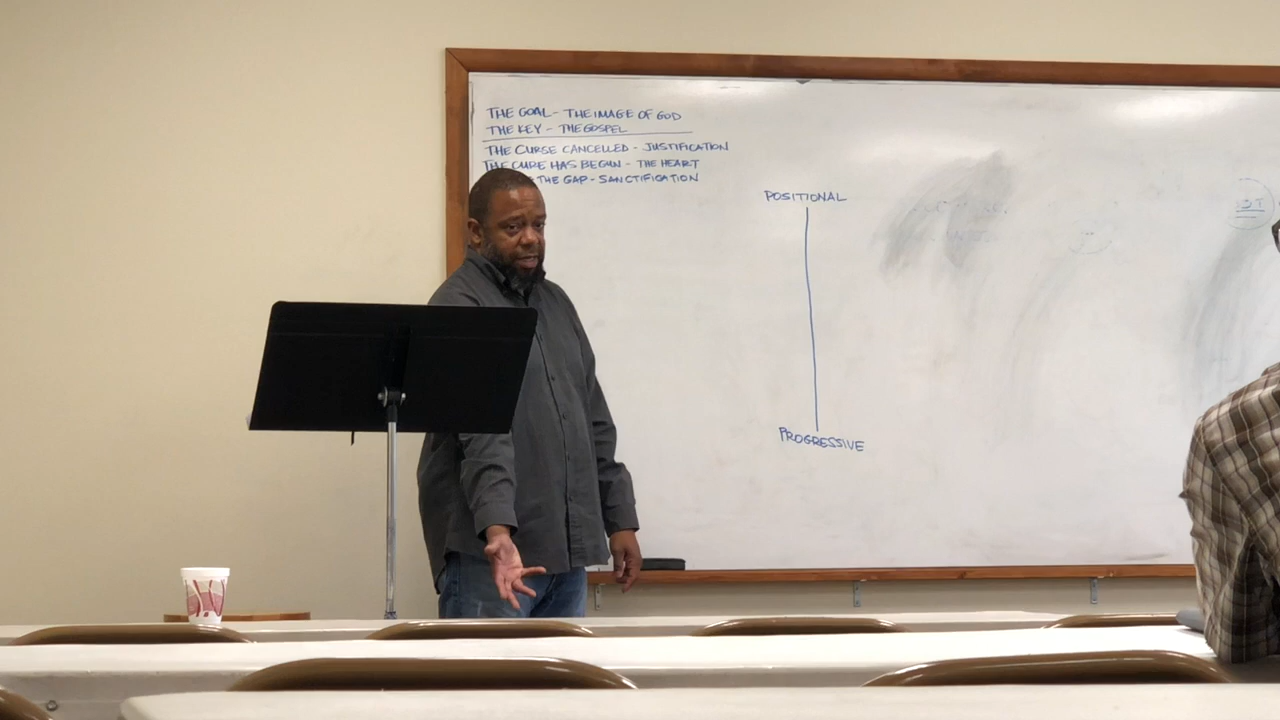 THE GOAL - THE IMAGE OF GOD
THE KEY - THE GOSPEL
THE CURSE CANCELLED - JUSTIFICATION
THE CURE HAS BEGUN - THE HEART
THE GAP - SANCTIFICATION
POSITIONAL
PROGRESSIVE